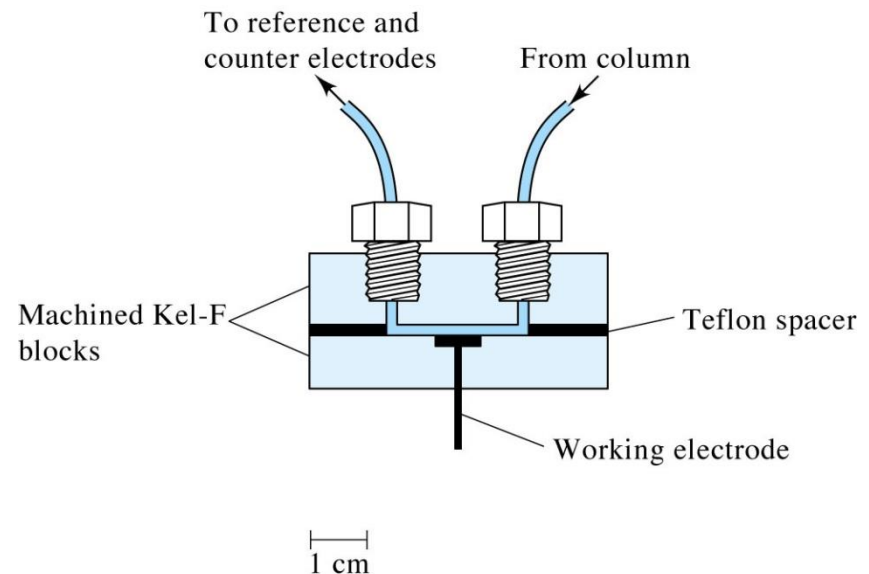 To reference and
counter electrodes
From column
Machined Kel-F
blocks
Teflon spacer
Working electrode
1 cm